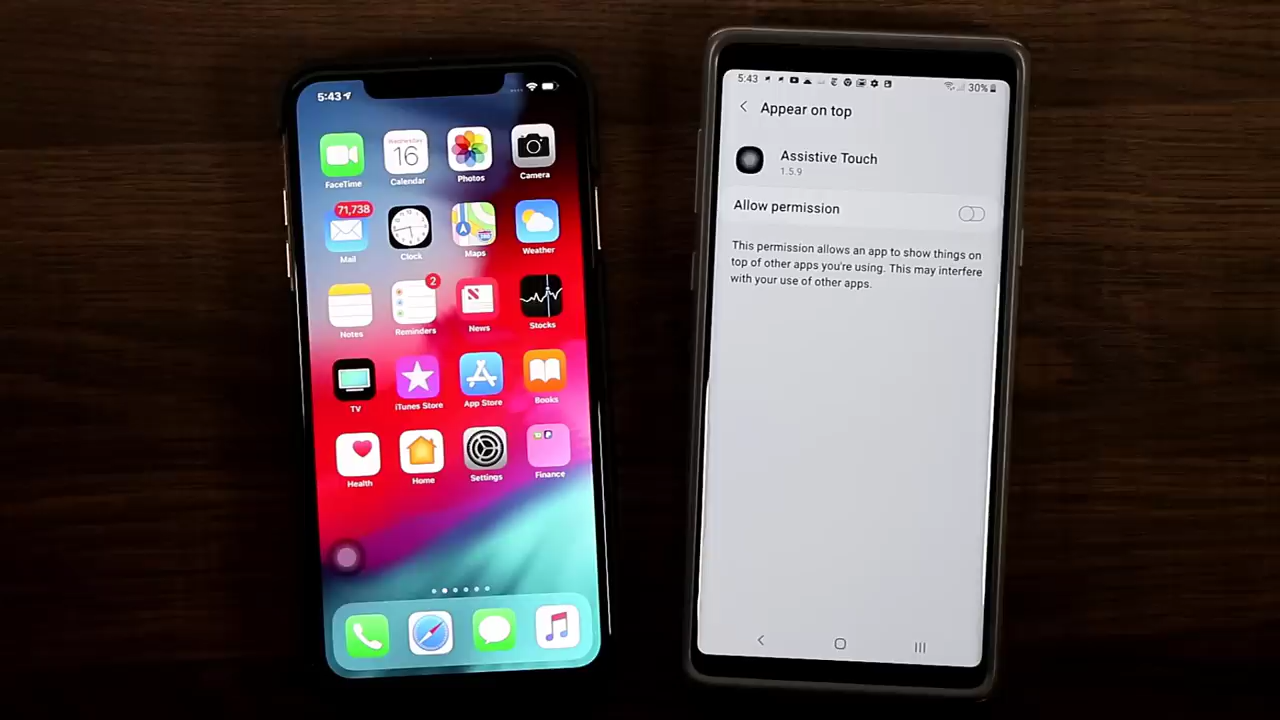 5:43
Wednesday
16
FaceTime
Calendar
Photos
Camera
71,738
Mail
Clock
Maps
Weather
2
Notes
Reminders
News
Stocks
TV
iTunes Store
App Store
Books
Health
Home
Settings
Finance
5:43
30%
Appear on top
Assistive Touch
1.5.9
Allow permission
This permission allows an app to show things on
top of other apps you're using. This may interfere
with your use of other apps.